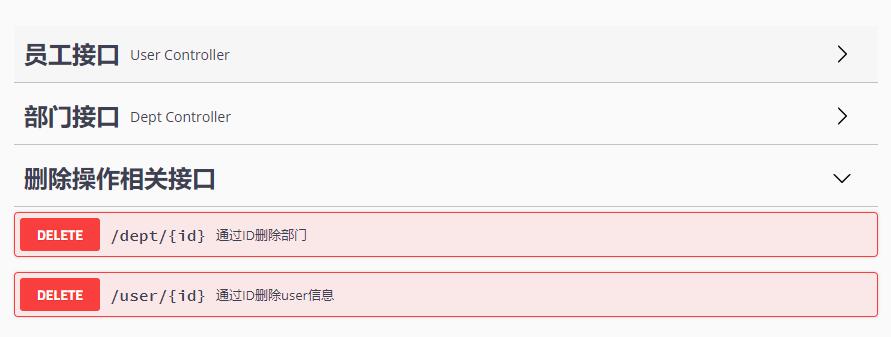 员工接口 User Controller
部门接口 Dept Controller
删除操作相关接口
DELETE /dept/{id} 通过ID删除部门
DELETE /user/{id} 通过ID删除user信息